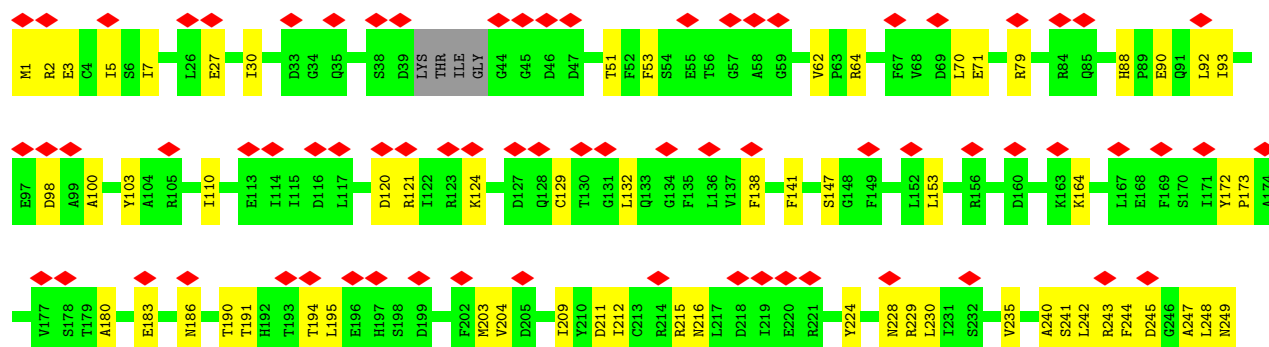 M1 R2 E3 C4 I5 S6 I7 L26 E27 I30 D33 G34 Q35 S38 D39 LYS THR ILE GLY G44 G45 D46 D47 T51 F52 F53 S54 E55 T56 G57 A58 G59 V62 P63 R64 F67 V68 D69 L70 E71 R79 R84 Q85 H88 P89 E90 Q91 L92 I93
E97 D98 A99 A100 Y103 A104 R105 I110 E113 I114 I115 D116 L117 D120 R121 I122 R123 K124 D127 Q128 C129 T130 G131 L132 Q133 G134 F135 L136 V137 F138 F141 S147 G148 F149 L152 L153 R156 D160 K163 K164 L167 E168 F169 S170 I171 Y172 P173 A174
V177 S178 T179 A180 E183 N186 T190 T191 H192 T193 T194 L195 E196 H197 S198 D199 F202 M203 V204 D205 I209 Y210 D211 I212 C213 R214 R215 N216 L217 D218 I219 E220 R221 Y224 N228 R229 L230 I231 S232 V235 A240 S241 L242 R243 F244 D245 G246 A247 L248 N249